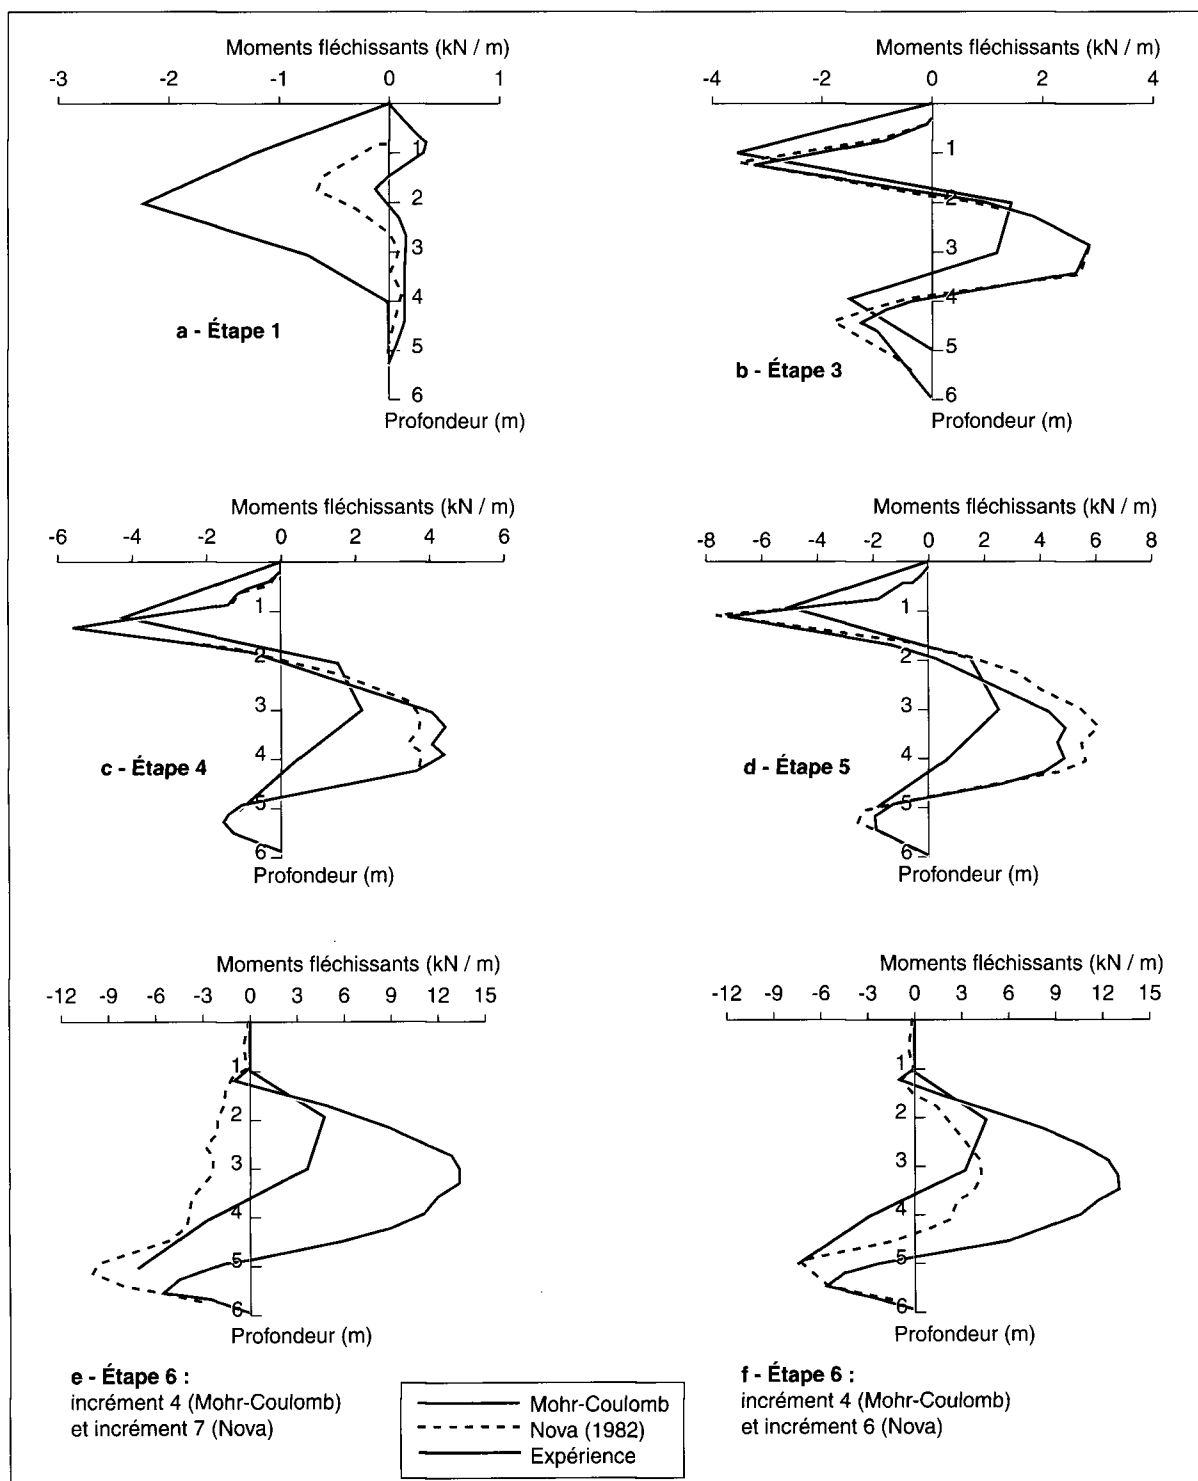 Moments fléchissants (kN / m)
-3 -2 -1 0 1
1
2
3
4
5
6
Profondeur (m)
a - Étape 1
Moments fléchissants (kN / m)
-4 -2 0 2 4
1
2
3
4
5
6
Profondeur (m)
b - Étape 3
Moments fléchissants (kN / m)
-6 -4 -2 0 2 4 6
1
2
3
4
5
6
Profondeur (m)
c - Étape 4
Moments fléchissants (kN / m)
-8 -6 -4 -2 0 2 4 6 8
1
2
3
4
5
6
Profondeur (m)
d - Étape 5
Moments fléchissants (kN / m)
-12 -9 -6 -3 0 3 6 9 12 15
1
2
3
4
5
6
Profondeur (m)
e - Étape 6 :
incrément 4 (Mohr-Coulomb)
et incrément 7 (Nova)
Moments fléchissants (kN / m)
-12 -9 -6 -3 0 3 6 9 12 15
1
2
3
4
5
6
Profondeur (m)
f - Étape 6 :
incrément 4 (Mohr-Coulomb)
et incrément 6 (Nova)
Mohr-Coulomb
Nova (1982)
Expérience